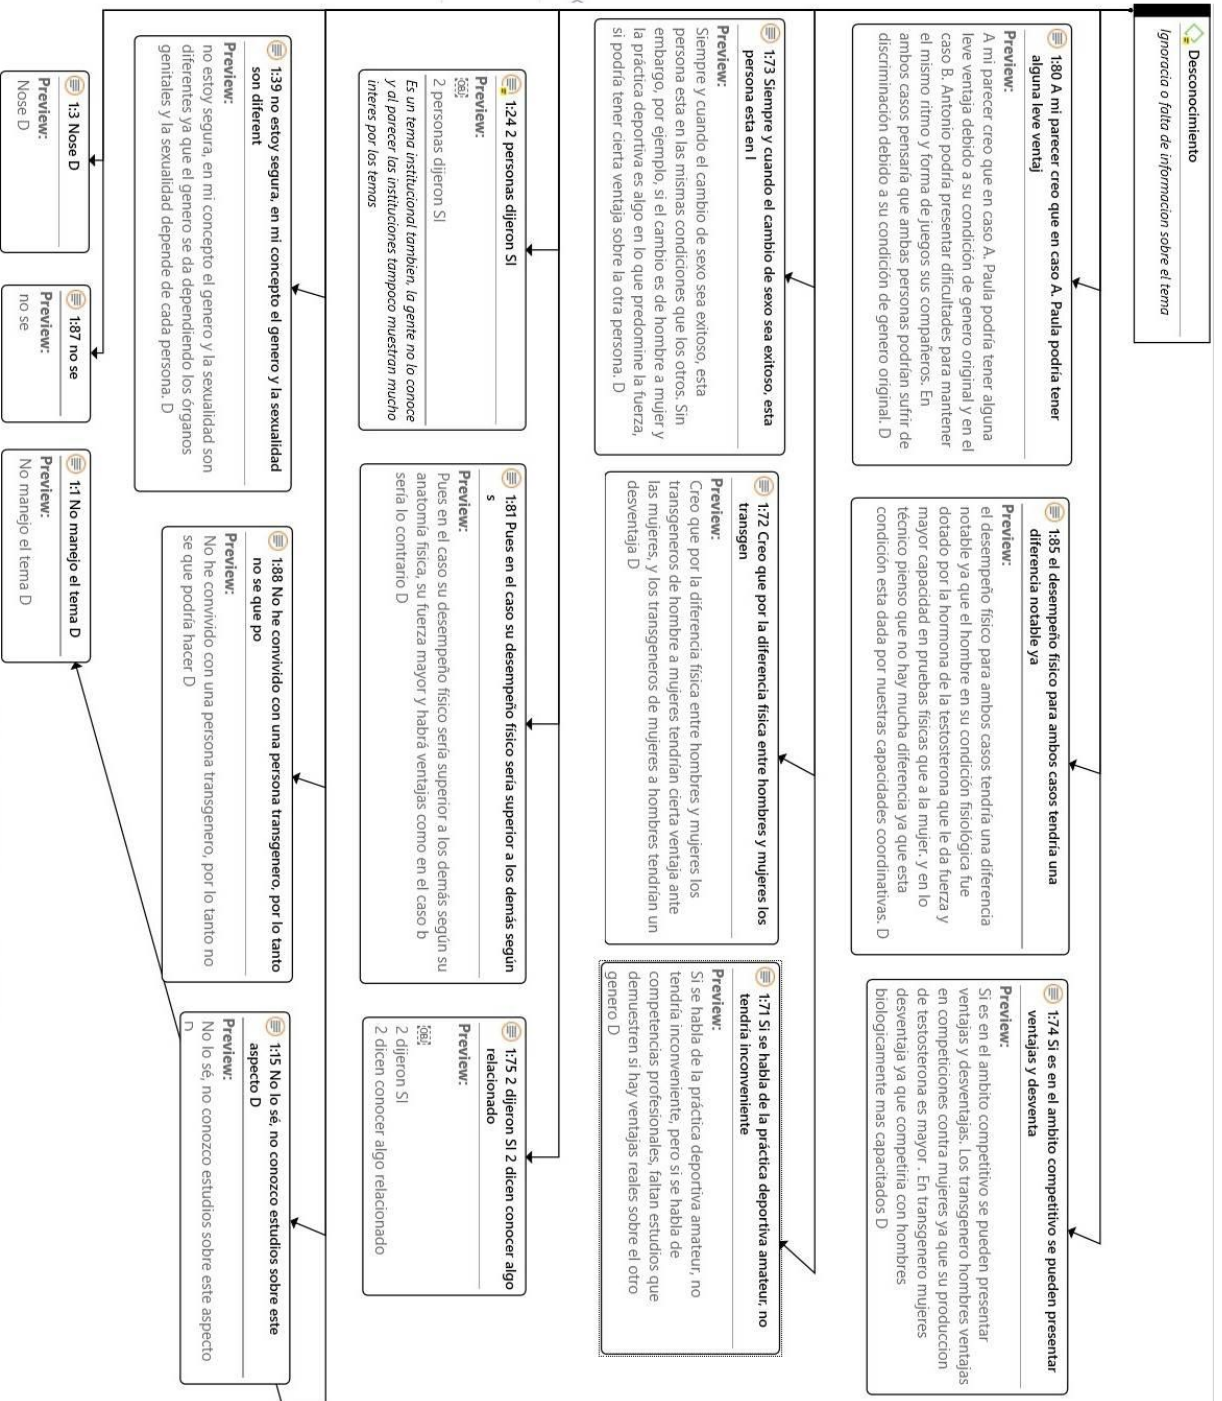 Desconocimiento
Ignoracia o falta de informacion sobre el tema
1:80 A mi parecer creo que en caso A. Paula podría tener
alguna leve ventaj
Preview:
A mi parecer creo que en caso A. Paula podría tener alguna
leve ventaja debido a su condición de genero original y en el
caso B. Antonio podría presentar dificultades para mantener
el mismo ritmo y forma de juegos sus compañeros. En
ambos casos pensaría que ambas personas podrían sufrir de
discriminación debido a su condición de genero original. D
1:85 el desempeño físico para ambos casos tendría una
diferencia notable ya
Preview:
el desempeño físico para ambos casos tendría una diferencia
notable ya que el hombre en su condición fisiológica fue
dotado por la hormona de la testosterona que le da fuerza y
mayor capacidad en pruebas físicas que a la mujer. y en lo
técnico pienso que no hay mucha diferencia ya que esta
condición esta dada por nuestras capacidades coordinativas. D
1:74 Si es en el ambito competitivo se pueden presentar
ventajas y desventa
Preview:
Si es en el ambito competitivo se pueden presentar
ventajas y desventajas. Los transgenero hombres ventajas
en competiciones contra mujeres ya que su produccion
de testosterona es mayor . En transgenero mujeres
desventaja ya que competiria con hombres
biologicamente mas capacitados D
1:73 Siempre y cuando el cambio de sexo sea exitoso, esta
persona esta en l
Preview:
Siempre y cuando el cambio de sexo sea exitoso, esta
persona esta en las mismas condiciones que los otros. Sin
embargo, por ejemplo, si el cambio es de hombre a mujer y
la práctica deportiva es algo en lo que predomine la fuerza,
si podría tener cierta ventaja sobre la otra persona. D
1:72 Creo que por la diferencia física entre hombres y mujeres los
transgen
Preview:
Creo que por la diferencia física entre hombres y mujeres los
transgeneros de hombre a mujeres tendrían cierta ventaja ante
las mujeres, y los transgeneros de mujeres a hombres tendrían un
desventaja D
1:71 Si se habla de la práctica deportiva amateur, no
tendría inconveniente
Preview:
Si se habla de la práctica deportiva amateur, no
tendría inconveniente, pero si se habla de
competencias profesionales, faltan estudios que
demuestren si hay ventajas reales sobre el otro
genero D
1:24 2 personas dijeron SI
Preview:
OBJ
2 personas dijeron SI
Es un tema institucional tambien, la gente no lo conoce
y al parecer las instituciones tampoco muestran mucho
interes por los temas
1:81 Pues en el caso su desempeño físico sería superior a los demás según
s
Preview:
Pues en el caso su desempeño físico sería superior a los demás según su
anatomía física, su fuerza mayor y habrá ventajas como en el caso b
sería lo contrario D
1:75 2 dijeron SI 2 dicen conocer algo
relacionado
Preview:
OBJ
2 dijeron SI
2 dicen conocer algo relacionado
1:39 no estoy segura, en mi concepto el genero y la sexualidad
son diferent
Preview:
no estoy segura, en mi concepto el genero y la sexualidad son
diferentes ya que el genero se da dependiendo los órganos
genitales y la sexualidad depende de cada persona. D
1:88 No he convivido con una persona transgenero, por lo tanto
no se que po
Preview:
No he convivido con una persona transgenero, por lo tanto no
se que podría hacer D
1:15 No lo sé, no conozco estudios sobre este
aspecto D
Preview:
No lo sé, no conozco estudios sobre este aspecto
D
1:3 Nose D
Preview:
Nose D
1:87 no se
Preview:
no se
1:1 No manejo el tema D
Preview:
No manejo el tema D